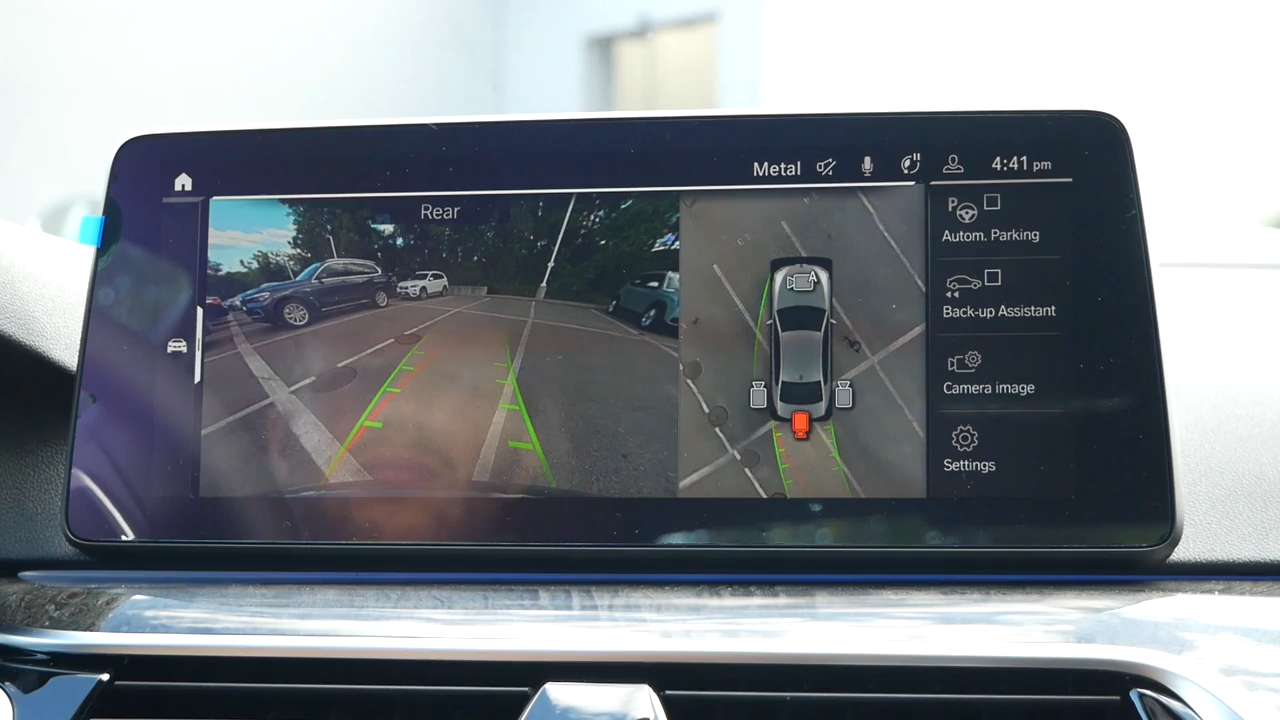 Metal
4:41 pm
Rear
P
Autom. Parking
A
Back-up Assistant
Camera image
Settings